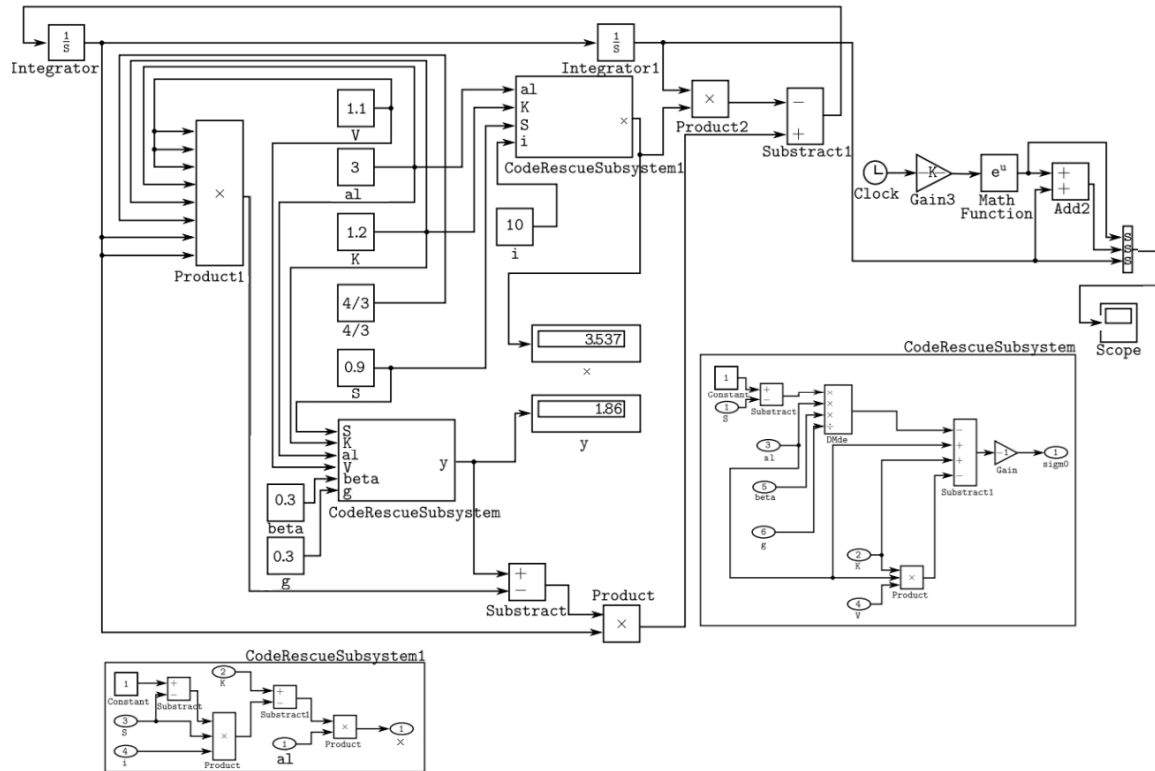 1
S
Integrator
1
S
Integrator1
1.1
V
3
al
1.2
K
4/3
4/3
0.9
S
×
Product1
al
K
S
i
×
CodeRescueSubsystem1
10
i
×
Product2
−
+
Substract1
Clock
-K-
Gain3
e^u
Math
Function
+
+
Add2
S
S
S
Scope
3.537
×
1.86
y
S
K
al
V
beta
g
y
CodeRescueSubsystem
0.3
beta
0.3
g
+
−
Substract
Product
×
CodeRescueSubsystem
1
Constant
1
S
+
−
Substract
×
×
×
÷
DMde
3
al
5
beta
6
g
2
K
4
V
×
Product
−
+
+
−
Substract1
-1
Gain
1
sigm0
CodeRescueSubsystem1
1
Constant
3
S
4
i
+
−
Substract
×
Product
2
K
+
−
Substract1
1
al
×
Product
1
×